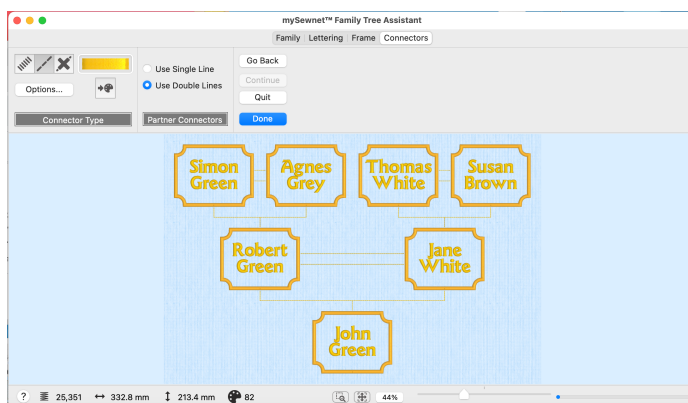 mySewnet™ Family Tree Assistant
Family Lettering Frame Connectors
Options...
Connector Type
Use Single Line
Use Double Lines
Partner Connectors
Go Back
Continue
Quit
Done
Simon
Green
Agnes
Grey
Thomas
White
Susan
Brown
Robert
Green
Jane
White
John
Green
? 25,351 332.8 mm 213.4 mm 82 44%